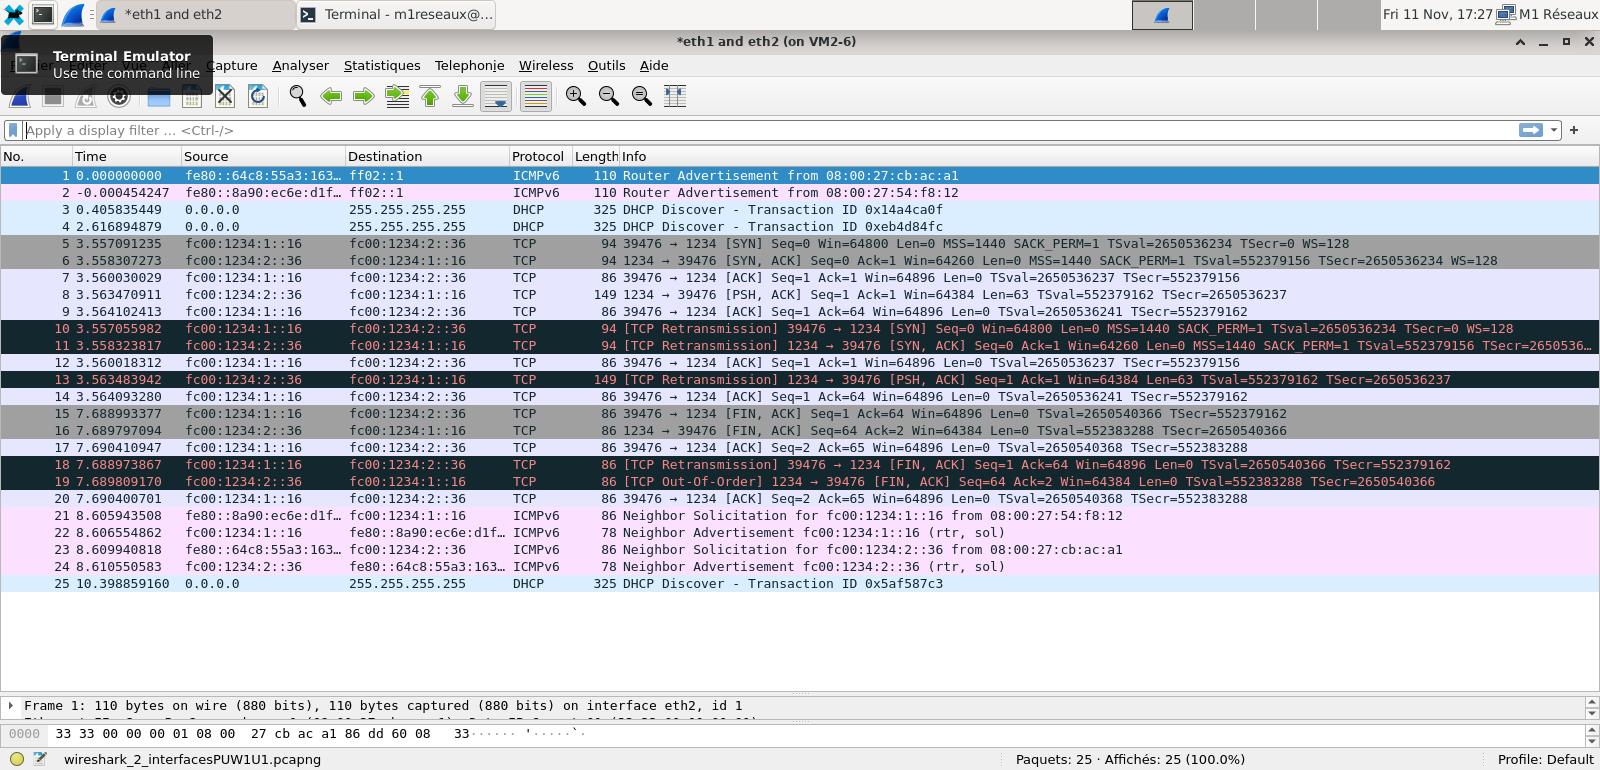 *eth1 and eth2
Terminal - m1reseaux@...
Fri 11 Nov, 17:27
M1 Réseaux
*eth1 and eth2 (on VM2-6)
Terminal Emulator
Use the command line
Capture Analyser Statistiques Telephonie Wireless Outils Aide
Apply a display filter … <Ctrl-/>
No. Time Source Destination Protocol Length Info
1 0.000000000 fe80::64c8:55a3:163… ff02::1 ICMPv6 110 Router Advertisement from 08:00:27:cb:ac:a1
2 -0.000454247 fe80::8a90:ec6e:d1f… ff02::1 ICMPv6 110 Router Advertisement from 08:00:27:54:f8:12
3 0.405835449 0.0.0.0 255.255.255.255 DHCP 325 DHCP Discover - Transaction ID 0x14a4ca0f
4 2.616894879 0.0.0.0 255.255.255.255 DHCP 325 DHCP Discover - Transaction ID 0xeb4d84fc
5 3.557091235 fc00:1234:1::16 fc00:1234:2::36 TCP 94 39476 → 1234 [SYN] Seq=0 Win=64800 Len=0 MSS=1440 SACK_PERM=1 TSval=2650536234 TSecr=0 WS=128
6 3.558307273 fc00:1234:2::36 fc00:1234:1::16 TCP 94 1234 → 39476 [SYN, ACK] Seq=0 Ack=1 Win=64260 Len=0 MSS=1440 SACK_PERM=1 TSval=552379156 TSecr=2650536234 WS=128
7 3.560030029 fc00:1234:1::16 fc00:1234:2::36 TCP 86 39476 → 1234 [ACK] Seq=1 Ack=1 Win=64896 Len=0 TSval=2650536237 TSecr=552379156
8 3.563470911 fc00:1234:2::36 fc00:1234:1::16 TCP 149 1234 → 39476 [PSH, ACK] Seq=1 Ack=1 Win=64384 Len=63 TSval=552379162 TSecr=2650536237
9 3.564102413 fc00:1234:1::16 fc00:1234:2::36 TCP 86 39476 → 1234 [ACK] Seq=1 Ack=64 Win=64896 Len=0 TSval=2650536241 TSecr=552379162
10 3.557055982 fc00:1234:1::16 fc00:1234:2::36 TCP 94 [TCP Retransmission] 39476 → 1234 [SYN] Seq=0 Win=64800 Len=0 MSS=1440 SACK_PERM=1 TSval=2650536234 TSecr=0 WS=128
11 3.558323817 fc00:1234:2::36 fc00:1234:1::16 TCP 94 [TCP Retransmission] 1234 → 39476 [SYN, ACK] Seq=0 Ack=1 Win=64260 Len=0 MSS=1440 SACK_PERM=1 TSval=552379156 TSecr=2650536…
12 3.560018312 fc00:1234:1::16 fc00:1234:2::36 TCP 86 39476 → 1234 [ACK] Seq=1 Ack=1 Win=64896 Len=0 TSval=2650536237 TSecr=552379156
13 3.563483942 fc00:1234:2::36 fc00:1234:1::16 TCP 149 [TCP Retransmission] 1234 → 39476 [PSH, ACK] Seq=1 Ack=1 Win=64384 Len=63 TSval=552379162 TSecr=2650536237
14 3.564093280 fc00:1234:1::16 fc00:1234:2::36 TCP 86 39476 → 1234 [ACK] Seq=1 Ack=64 Win=64896 Len=0 TSval=2650536241 TSecr=552379162
15 7.688993377 fc00:1234:1::16 fc00:1234:2::36 TCP 86 39476 → 1234 [FIN, ACK] Seq=1 Ack=64 Win=64896 Len=0 TSval=2650540366 TSecr=552379162
16 7.689797094 fc00:1234:2::36 fc00:1234:1::16 TCP 86 1234 → 39476 [FIN, ACK] Seq=64 Ack=2 Win=64384 Len=0 TSval=552383288 TSecr=2650540366
17 7.690410947 fc00:1234:1::16 fc00:1234:2::36 TCP 86 39476 → 1234 [ACK] Seq=2 Ack=65 Win=64896 Len=0 TSval=2650540368 TSecr=552383288
18 7.688973867 fc00:1234:1::16 fc00:1234:2::36 TCP 86 [TCP Retransmission] 39476 → 1234 [FIN, ACK] Seq=1 Ack=64 Win=64896 Len=0 TSval=2650540366 TSecr=552379162
19 7.689809170 fc00:1234:2::36 fc00:1234:1::16 TCP 86 [TCP Out-Of-Order] 1234 → 39476 [FIN, ACK] Seq=64 Ack=2 Win=64384 Len=0 TSval=552383288 TSecr=2650540366
20 7.690400701 fc00:1234:1::16 fc00:1234:2::36 TCP 86 39476 → 1234 [ACK] Seq=2 Ack=65 Win=64896 Len=0 TSval=2650540368 TSecr=552383288
21 8.605943508 fe80::8a90:ec6e:d1f… fc00:1234:1::16 ICMPv6 86 Neighbor Solicitation for fc00:1234:1::16 from 08:00:27:54:f8:12
22 8.606554862 fc00:1234:1::16 fe80::8a90:ec6e:d1f… ICMPv6 78 Neighbor Advertisement fc00:1234:1::16 (rtr, sol)
23 8.609940818 fe80::64c8:55a3:163… fc00:1234:2::36 ICMPv6 86 Neighbor Solicitation for fc00:1234:2::36 from 08:00:27:cb:ac:a1
24 8.610550583 fc00:1234:2::36 fe80::64c8:55a3:163… ICMPv6 78 Neighbor Advertisement fc00:1234:2::36 (rtr, sol)
25 10.398859160 0.0.0.0 255.255.255.255 DHCP 325 DHCP Discover - Transaction ID 0x5af587c3
Frame 1: 110 bytes on wire (880 bits), 110 bytes captured (880 bits) on interface eth2, id 1
0000 33 33 00 00 00 01 08 00 27 cb ac a1 86 dd 60 08 33······ '·····`·
wireshark_2_interfacesPUW1U1.pcapng
Paquets: 25 · Affichés: 25 (100.0%)
Profile: Default